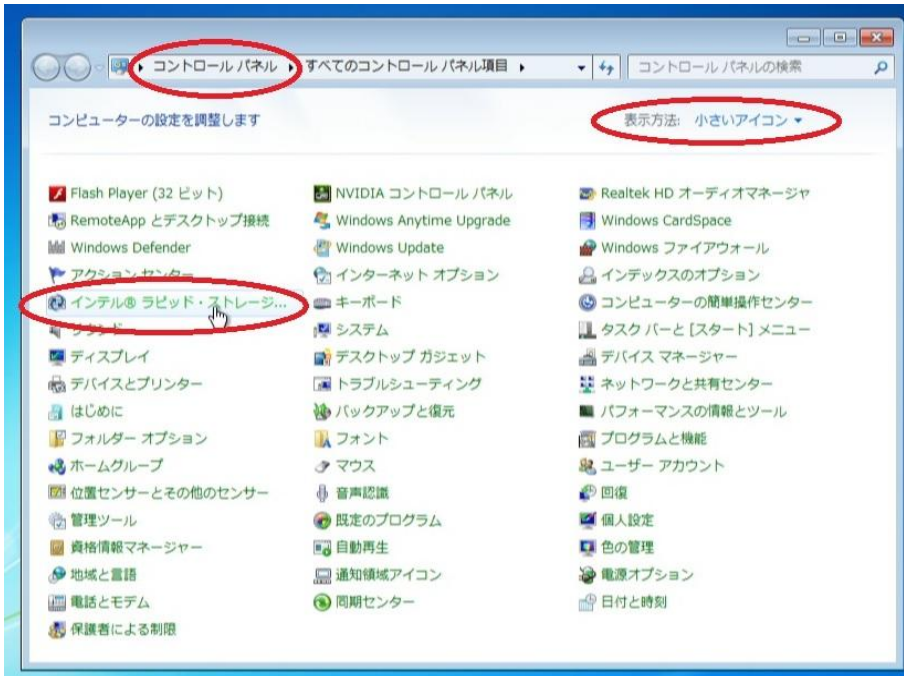 コントロール パネル ▸ すべてのコントロール パネル項目 ▸ コントロール パネルの検索
コンピューターの設定を調整します 表示方法: 小さいアイコン
Flash Player (32 ビット) NVIDIA コントロール パネル Realtek HD オーディオマネージャ
RemoteApp とデスクトップ接続 Windows Anytime Upgrade Windows CardSpace
Windows Defender Windows Update Windows ファイアウォール
アクション センター インターネット オプション インデックスのオプション
インテル® ラピッド・ストレージ... キーボード コンピューターの簡単操作センター
サウンド システム タスク バーと [スタート] メニュー
ディスプレイ デスクトップ ガジェット デバイス マネージャー
デバイスとプリンター トラブルシューティング ネットワークと共有センター
はじめに バックアップと復元 パフォーマンスの情報とツール
フォルダー オプション フォント プログラムと機能
ホームグループ マウス ユーザー アカウント
位置センサーとその他のセンサー 音声認識 回復
管理ツール 既定のプログラム 個人設定
資格情報マネージャー 自動再生 色の管理
地域と言語 通知領域アイコン 電源オプション
電話とモデム 同期センター 日付と時刻
保護者による制限